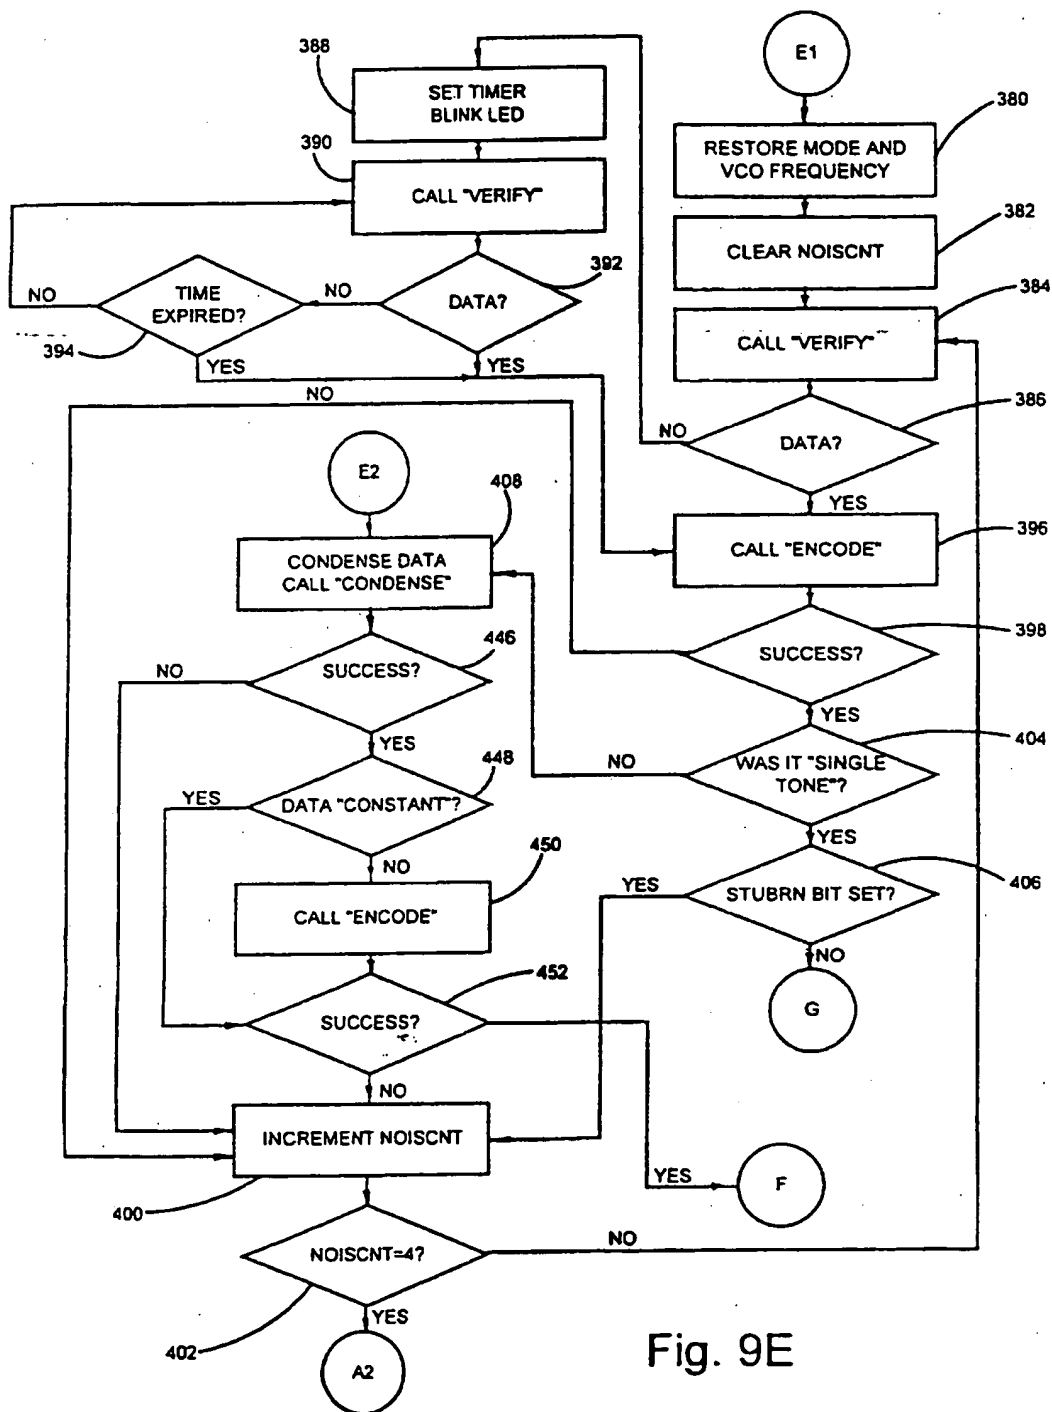 388
SET TIMER
BLINK LED
390
CALL "VERIFY"
392
DATA?
NO
TIME
EXPIRED?
NO
394
YES
YES
E1
380
RESTORE MODE AND
VCO FREQUENCY
382
CLEAR NOISCNT
384
CALL "VERIFY"
386
DATA?
NO
YES
396
CALL "ENCODE"
398
SUCCESS?
NO
YES
404
WAS IT "SINGLE
TONE"?
NO
YES
406
STUBRN BIT SET?
YES
NO
G
E2
408
CONDENSE DATA
CALL "CONDENSE"
446
SUCCESS?
NO
YES
448
DATA "CONSTANT"?
YES
NO
450
CALL "ENCODE"
452
SUCCESS?
NO
YES
F
INCREMENT NOISCNT
400
NOISCNT=4?
NO
402
YES
A2
Fig. 9E